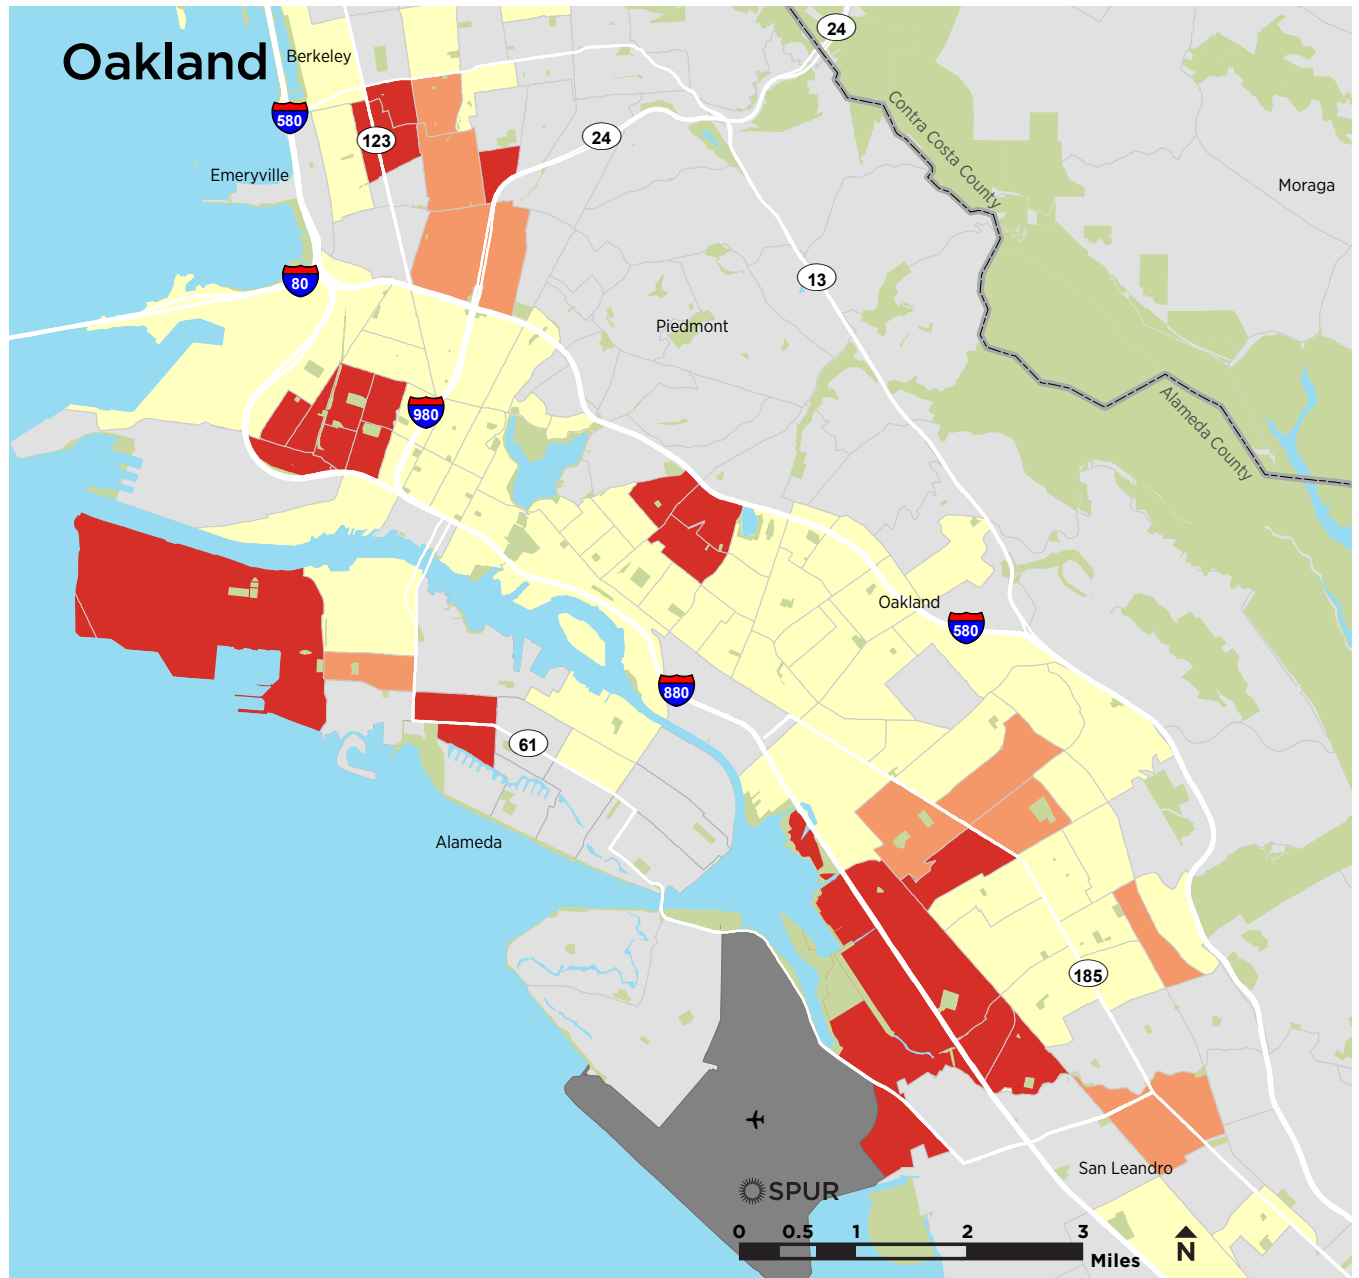 Oakland
Berkeley
24
580
123
24
Contra Costa County
Emeryville
Moraga
80
13
Piedmont
Alameda County
980
Oakland
580
880
61
Alameda
185
San Leandro
SPUR
0 0.5 1 2 3
Miles
N